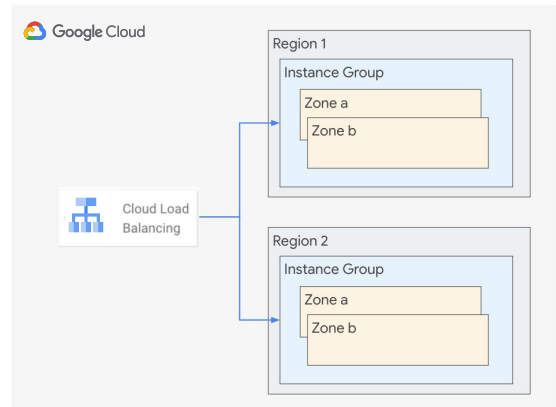 Google Cloud
Region 1
Instance Group
Zone a
Zone b
Cloud Load
Balancing
Region 2
Instance Group
Zone a
Zone b